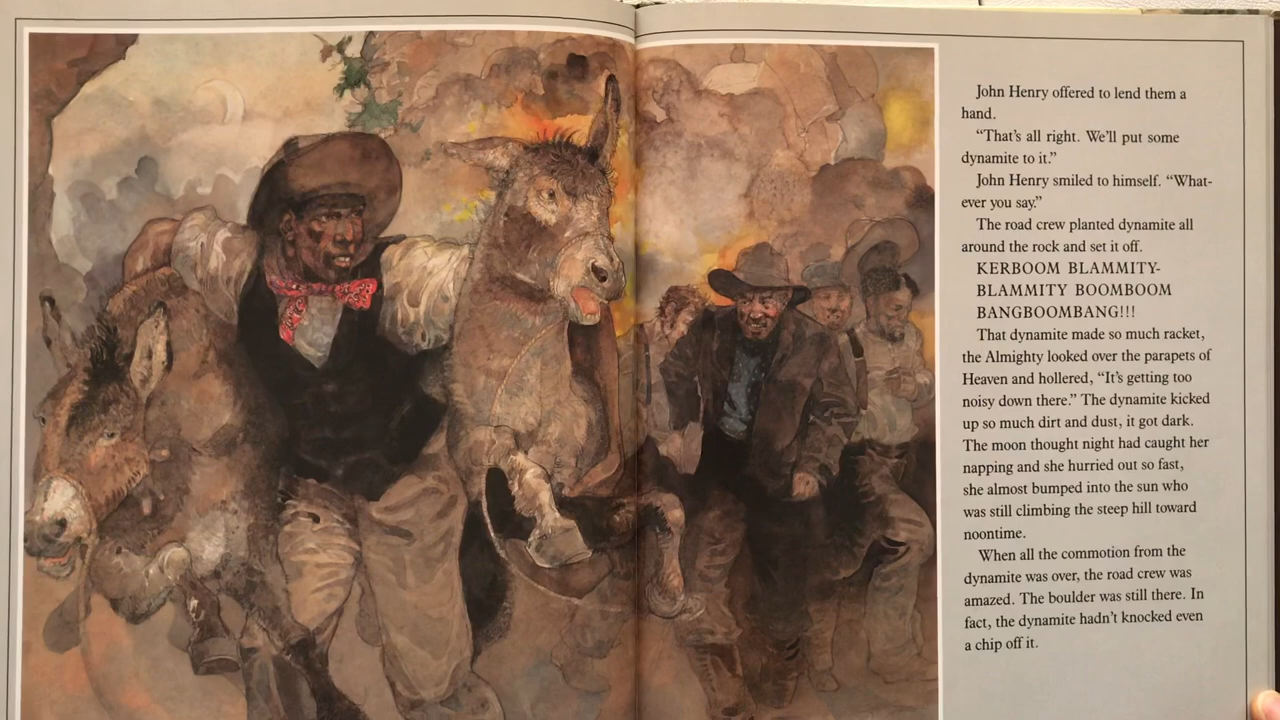 John Henry offered to lend them a
hand.
“That’s all right. We’ll put some
dynamite to it.”
John Henry smiled to himself. “What-
ever you say.”
The road crew planted dynamite all
around the rock and set it off.
KERBOOM BLAMMITY-
BLAMMITY BOOMBOOM
BANGBOOMBANG!!!
That dynamite made so much racket,
the Almighty looked over the parapets of
Heaven and hollered, “It’s getting too
noisy down there.” The dynamite kicked
up so much dirt and dust, it got dark.
The moon thought night had caught her
napping and she hurried out so fast,
she almost bumped into the sun who
was still climbing the steep hill toward
noontime.
When all the commotion from the
dynamite was over, the road crew was
amazed. The boulder was still there. In
fact, the dynamite hadn’t knocked even
a chip off it.